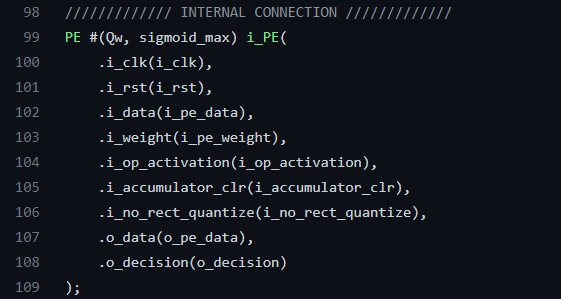 98 ///////////// INTERNAL CONNECTION /////////////
99 PE #(Qw, sigmoid_max) i_PE(
100     .i_clk(i_clk),
101     .i_rst(i_rst),
102     .i_data(i_pe_data),
103     .i_weight(i_pe_weight),
104     .i_op_activation(i_op_activation),
105     .i_accumulator_clr(i_accumulator_clr),
106     .i_no_rect_quantize(i_no_rect_quantize),
107     .o_data(o_pe_data),
108     .o_decision(o_decision)
109 );